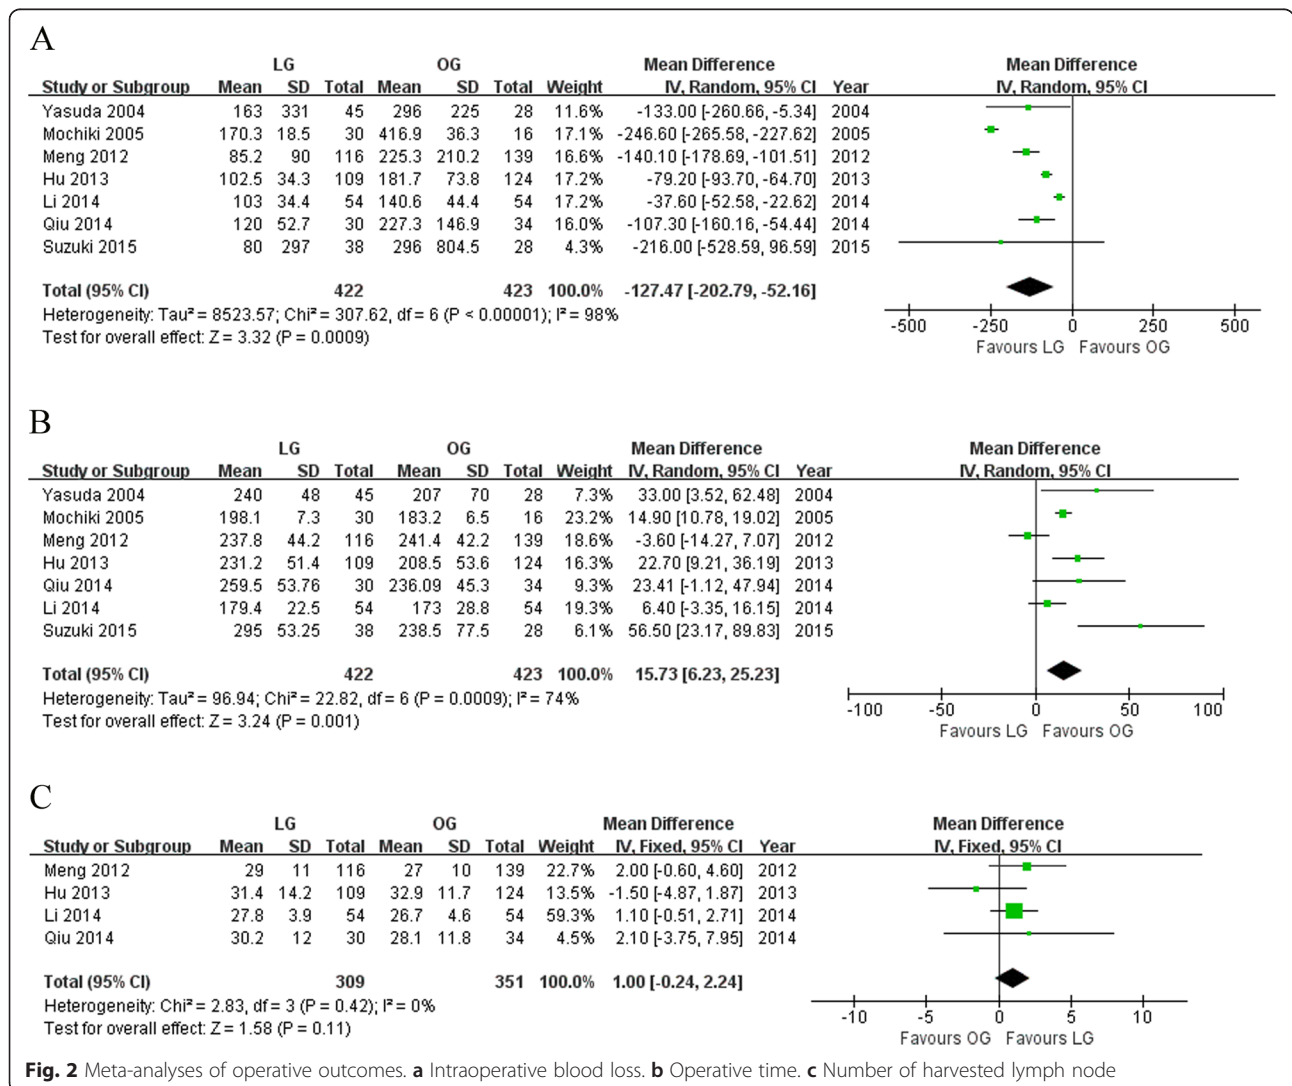 A
LG OG Mean Difference Mean Difference
Study or Subgroup Mean SD Total Mean SD Total Weight IV, Random, 95% CI Year IV, Random, 95% CI
Yasuda 2004 163 331 45 296 225 28 11.6% -133.00 [-260.66, -5.34] 2004
Mochiki 2005 170.3 18.5 30 416.9 36.3 16 17.1% -246.60 [-265.58, -227.62] 2005
Meng 2012 85.2 90 116 225.3 210.2 139 16.6% -140.10 [-178.69, -101.51] 2012
Hu 2013 102.5 34.3 109 181.7 73.8 124 17.2% -79.20 [-93.70, -64.70] 2013
Li 2014 103 34.4 54 140.6 44.4 54 17.2% -37.60 [-52.58, -22.62] 2014
Qiu 2014 120 52.7 30 227.3 146.9 34 16.0% -107.30 [-160.16, -54.44] 2014
Suzuki 2015 80 297 38 296 804.5 28 4.3% -216.00 [-528.59, 96.59] 2015
Total (95% CI) 422 423 100.0% -127.47 [-202.79, -52.16]
Heterogeneity: Tau² = 8523.57; Chi² = 307.62, df = 6 (P < 0.00001); I² = 98%
Test for overall effect: Z = 3.32 (P = 0.0009)
-500 -250 0 250 500
Favours LG Favours OG
B
LG OG Mean Difference Mean Difference
Study or Subgroup Mean SD Total Mean SD Total Weight IV, Random, 95% CI Year IV, Random, 95% CI
Yasuda 2004 240 48 45 207 70 28 7.3% 33.00 [3.52, 62.48] 2004
Mochiki 2005 198.1 7.3 30 183.2 6.5 16 23.2% 14.90 [10.78, 19.02] 2005
Meng 2012 237.8 44.2 116 241.4 42.2 139 18.6% -3.60 [-14.27, 7.07] 2012
Hu 2013 231.2 51.4 109 208.5 53.6 124 16.3% 22.70 [9.21, 36.19] 2013
Qiu 2014 259.5 53.76 30 236.09 45.3 34 9.3% 23.41 [-1.12, 47.94] 2014
Li 2014 179.4 22.5 54 173 28.8 54 19.3% 6.40 [-3.35, 16.15] 2014
Suzuki 2015 295 53.25 38 238.5 77.5 28 6.1% 56.50 [23.17, 89.83] 2015
Total (95% CI) 422 423 100.0% 15.73 [6.23, 25.23]
Heterogeneity: Tau² = 96.94; Chi² = 22.82, df = 6 (P = 0.0009); I² = 74%
Test for overall effect: Z = 3.24 (P = 0.001)
-100 -50 0 50 100
Favours LG Favours OG
C
LG OG Mean Difference Mean Difference
Study or Subgroup Mean SD Total Mean SD Total Weight IV, Fixed, 95% CI Year IV, Fixed, 95% CI
Meng 2012 29 11 116 27 10 139 22.7% 2.00 [-0.60, 4.60] 2012
Hu 2013 31.4 14.2 109 32.9 11.7 124 13.5% -1.50 [-4.87, 1.87] 2013
Li 2014 27.8 3.9 54 26.7 4.6 54 59.3% 1.10 [-0.51, 2.71] 2014
Qiu 2014 30.2 12 30 28.1 11.8 34 4.5% 2.10 [-3.75, 7.95] 2014
Total (95% CI) 309 351 100.0% 1.00 [-0.24, 2.24]
Heterogeneity: Chi² = 2.83, df = 3 (P = 0.42); I² = 0%
Test for overall effect: Z = 1.58 (P = 0.11)
-10 -5 0 5 10
Favours OG Favours LG
Fig. 2 Meta-analyses of operative outcomes. a Intraoperative blood loss. b Operative time. c Number of harvested lymph node